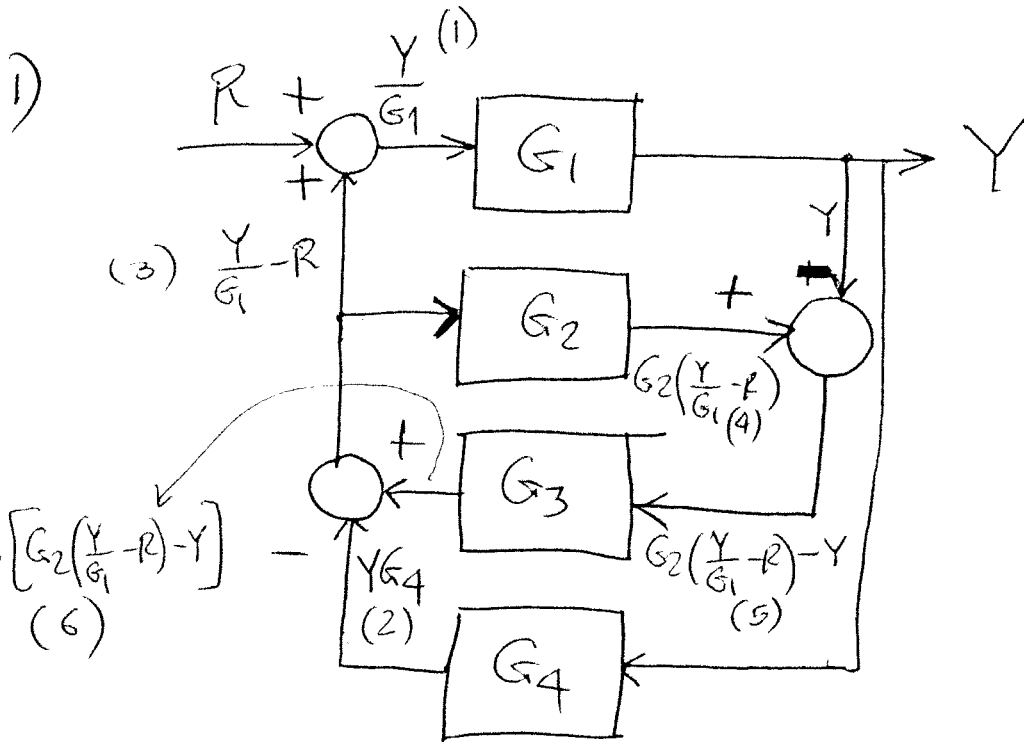 1)
R + Y/G1 (1)
G1
Y
+
(3) Y/G1 - R
Y
G2
+
G2(Y/G1 - R)
(4)
+
G3
[G2(Y/G1 - R) - Y]
(6)
-
YG4
(2)
G2(Y/G1 - R) - Y
(5)
G4